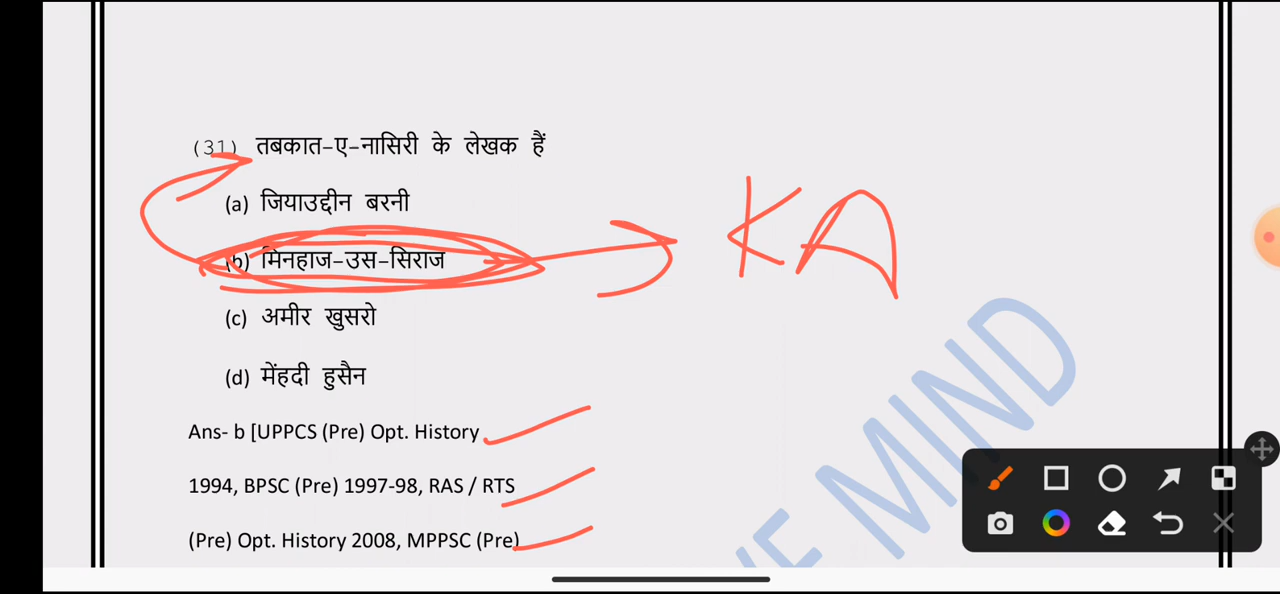 (31) तबकात-ए-नासिरी के लेखक हैं
(a) जियाउद्दीन बरनी
(b) मिनहाज-उस-सिराज
KA
(c) अमीर खुसरो
(d) मेंहदी हुसैन
Ans- b [UPPCS (Pre) Opt. History
1994, BPSC (Pre) 1997-98, RAS / RTS
(Pre) Opt. History 2008, MPPSC (Pre)
MIND